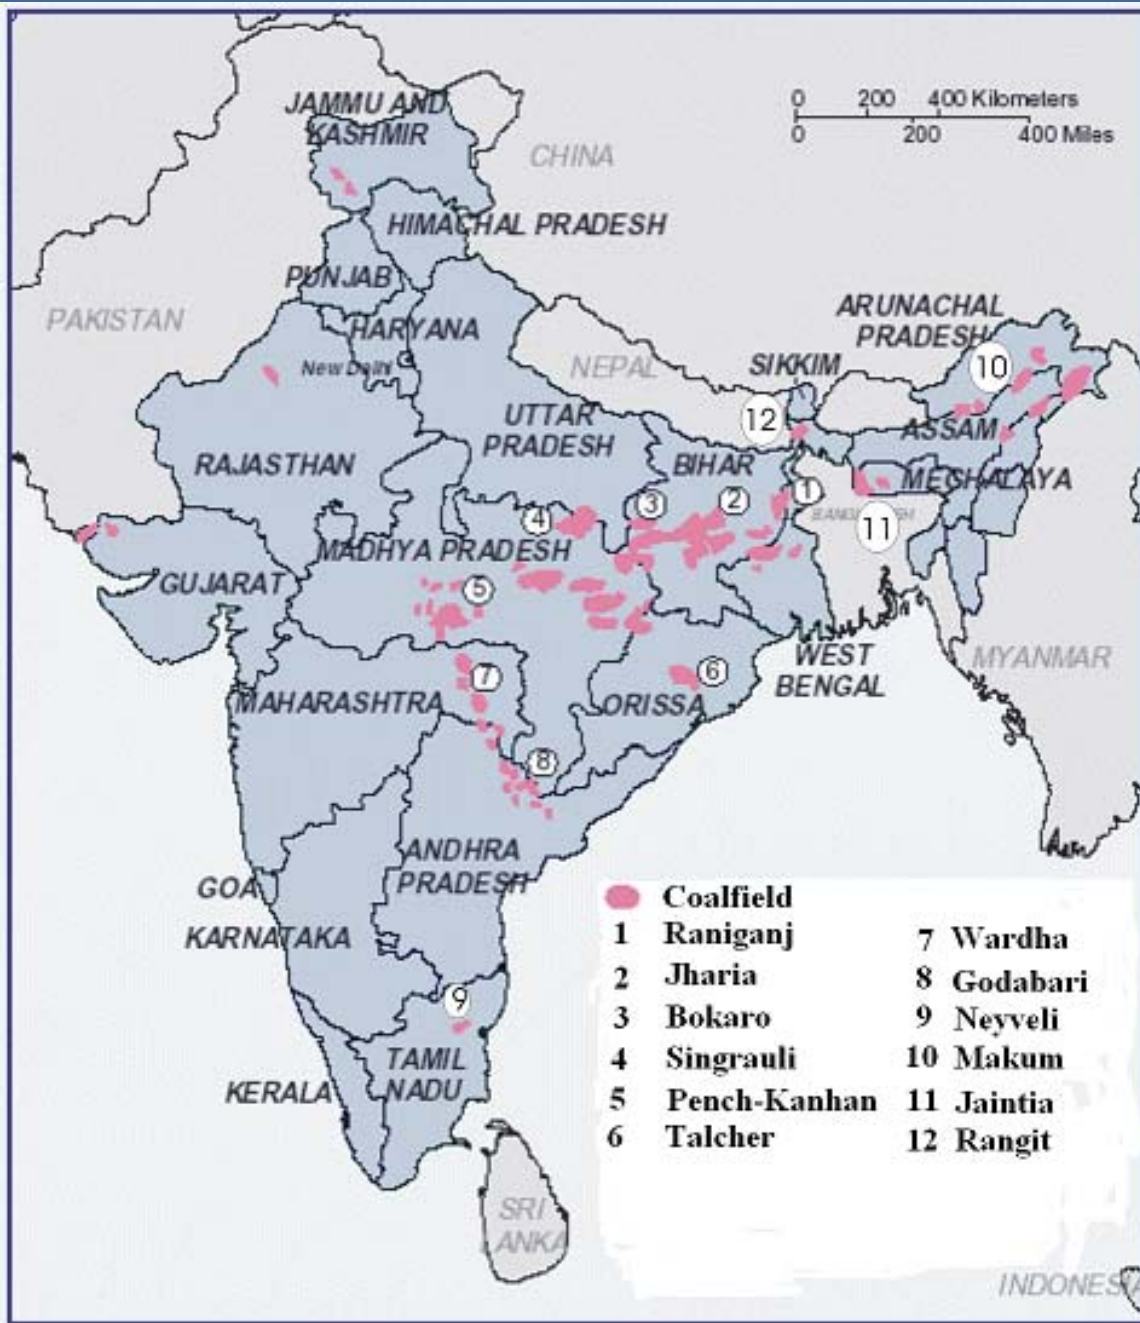 JAMMU AND
KASHMIR
0 200 400 Kilometers
0 200 400 Miles
CHINA
HIMACHAL PRADESH
PUNJAB
PAKISTAN
HARYANA
New Delhi
NEPAL
SIKKIM
ARUNACHAL
PRADESH
10
12
UTTAR
PRADESH
ASSAM
RAJASTHAN
BIHAR
MEGHALAYA
1
2
3
4
BANGLADESH
11
MADHYA PRADESH
GUJARAT
5
WEST
BENGAL
MYANMAR
6
7
MAHARASHTRA
ORISSA
8
ANDHRA
PRADESH
GOA
KARNATAKA
9
TAMIL
NADU
KERALA
SRI
LANKA
INDONESIA
Coalfield
1 Raniganj
2 Jharia
3 Bokaro
4 Singrauli
5 Pench-Kanhan
6 Talcher
7 Wardha
8 Godabari
9 Neyveli
10 Makum
11 Jaintia
12 Rangit